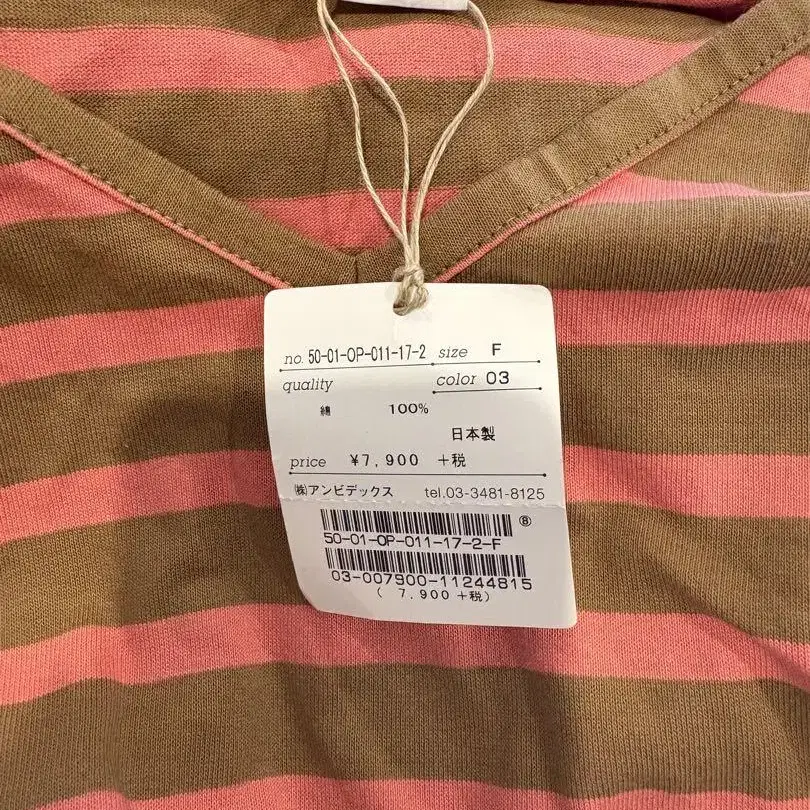 no. 50-01-OP-011-17-2 size F
quality color 03
綿 100%
日本製
price ¥7,900 +税
㈱アンビデックス tel.03-3481-8125
⑧
50-01-OP-011-17-2-F
03-007900-11244815
( 7,900+税)